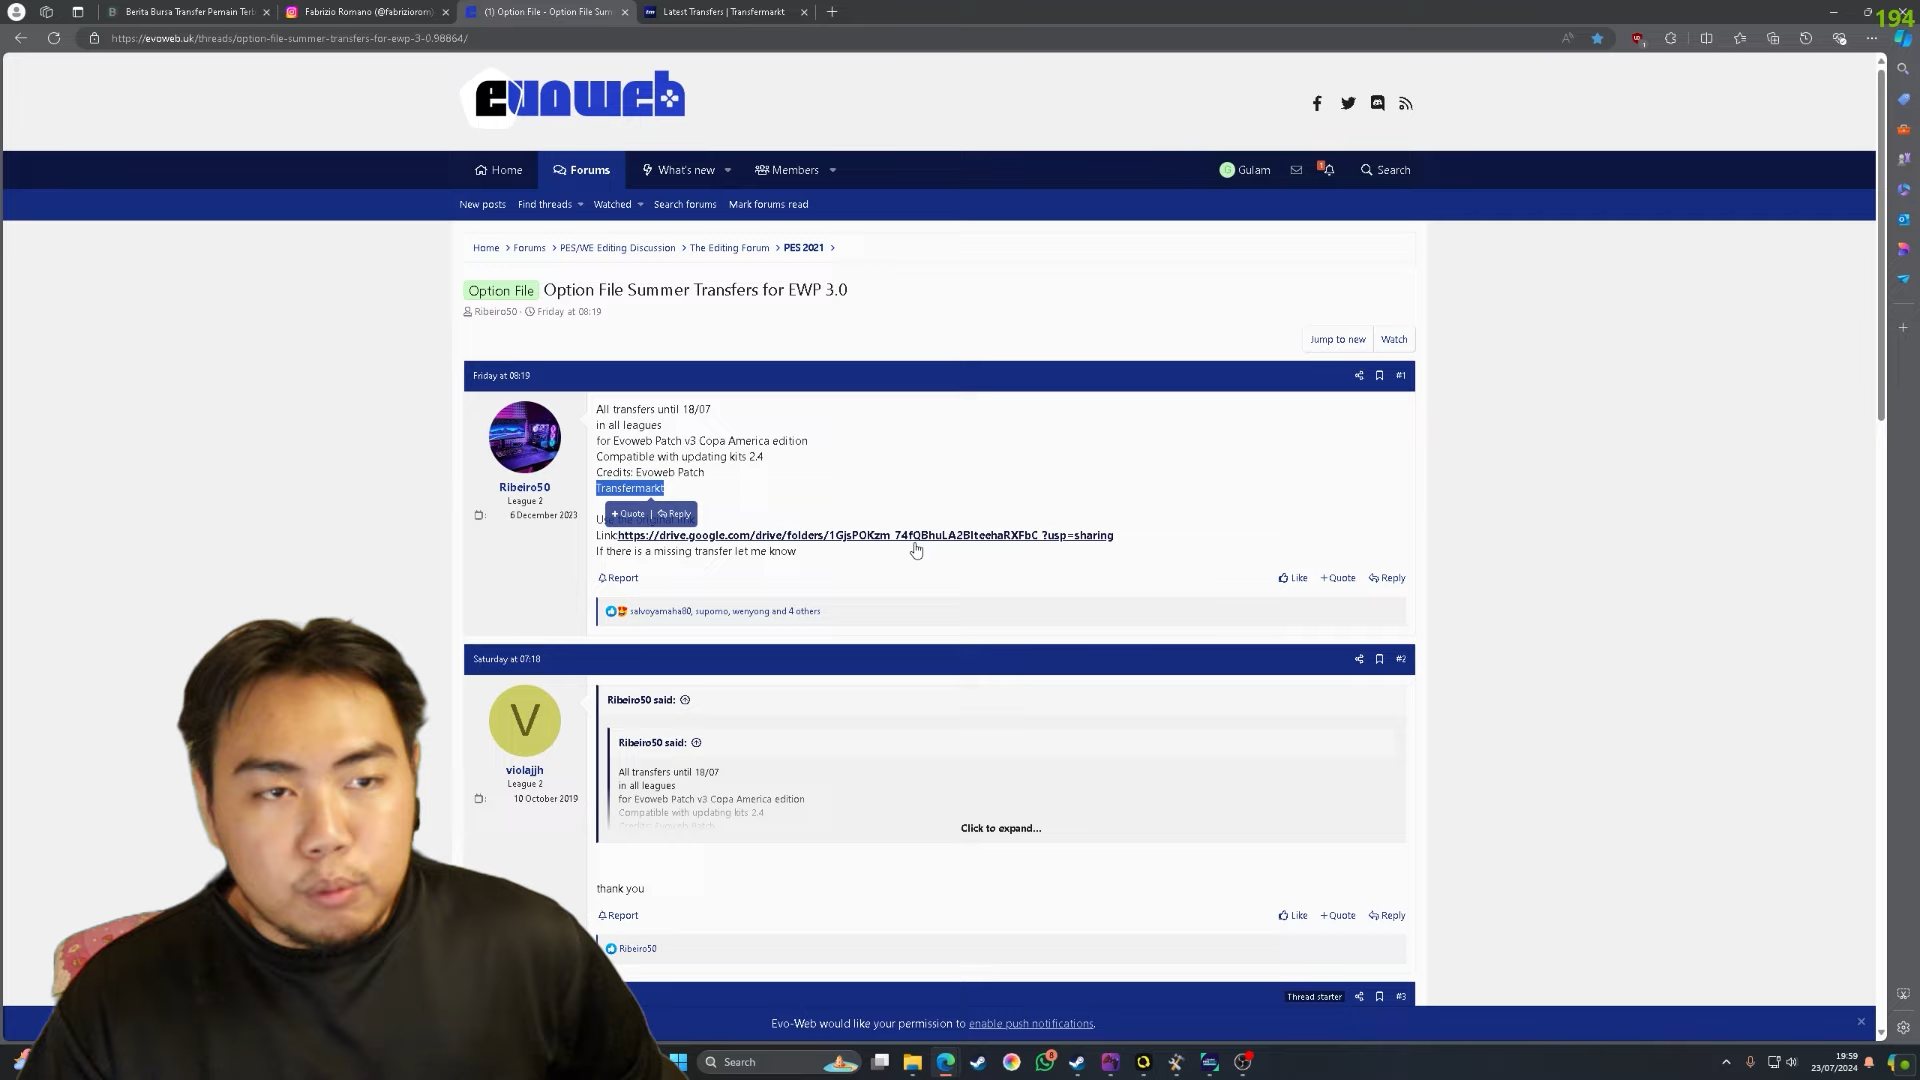 194
Berita Bursa Transfer Pemain Terb
Fabrizio Romano (@fabriziorom)
(1) Option File - Option File Sum
Latest Transfers | Transfermarkt
https://evoweb.uk/threads/option-file-summer-transfers-for-ewp-3-0.98864/
evoweb
Home
Forums
What's new
Members
G
Gulam
1
Search
New posts
Find threads
Watched
Search forums
Mark forums read
Home > Forums > PES/WE Editing Discussion > The Editing Forum > PES 2021 >
Option File Option File Summer Transfers for EWP 3.0
Ribeiro50 · Friday at 08:19
Jump to new
Watch
Friday at 08:19
#1
Ribeiro50
League 2
6 December 2023
All transfers until 18/07
in all leagues
for Evoweb Patch v3 Copa America edition
Compatible with updating kits 2.4
Credits: Evoweb Patch
Transfermarkt
+ Quote | Reply
Link:https://drive.google.com/drive/folders/1GjsPOKzm_74fQBhuLA2BIteehaRXFbC_?usp=sharing
If there is a missing transfer let me know
Report
Like
+Quote
Reply
salvoyamaha80, supomo, wenyong and 4 others
Saturday at 07:18
#2
V
violajjh
League 2
10 October 2019
Ribeiro50 said:
Ribeiro50 said:
All transfers until 18/07
in all leagues
for Evoweb Patch v3 Copa America edition
Compatible with updating kits 2.4
Credits: Evoweb Patch
Click to expand...
thank you
Report
Like
+Quote
Reply
Ribeiro50
Thread starter
#3
Evo-Web would like your permission to enable push notifications.
Search
8
19:59
23/07/2024